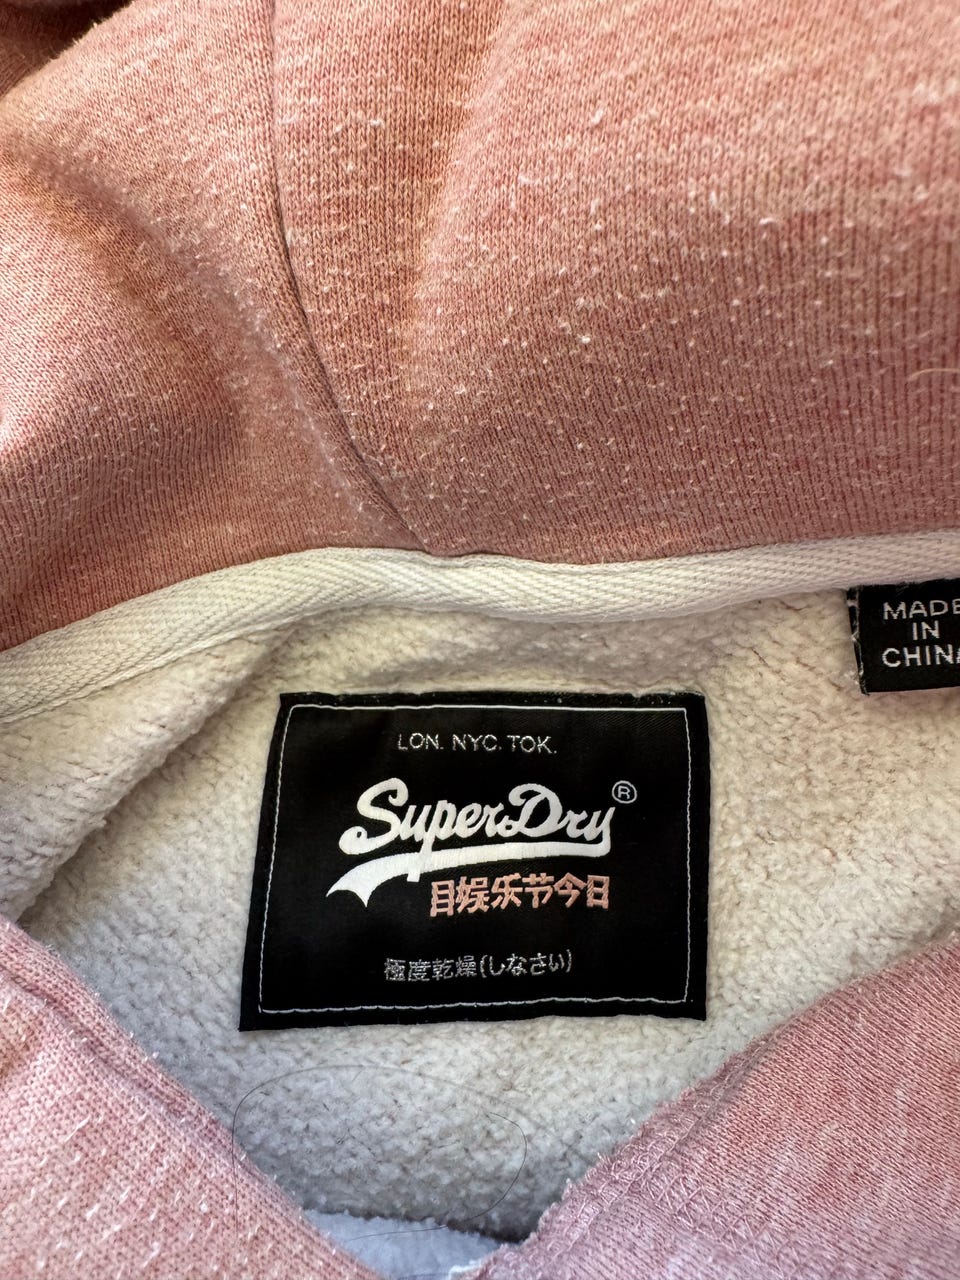 LON. NYC. TOK.
SuperDry®
目娱乐节今日
極度乾燥(しなさい)
MADE
IN
CHINA